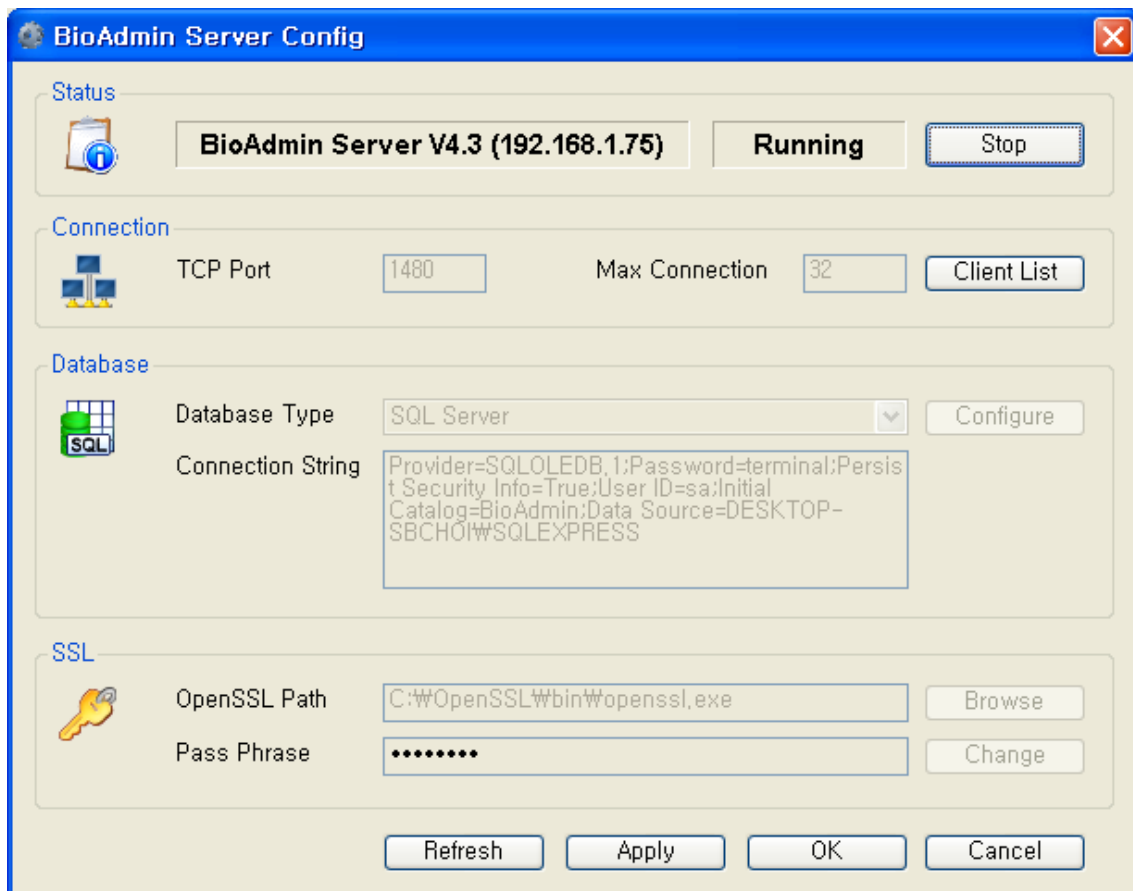 BioAdmin Server Config
Status
BioAdmin Server V4.3 (192.168.1.75)
Running
Stop
Connection
TCP Port
1480
Max Connection
32
Client List
Database
Database Type
SQL Server
Configure
SQL
Connection String
Provider=SQLOLEDB.1;Password=terminal;Persis
t Security Info=True;User ID=sa;Initial
Catalog=BioAdmin;Data Source=DESKTOP-
SBCHOI₩SQLEXPRESS
SSL
OpenSSL Path
C:₩OpenSSL₩bin₩openssl.exe
Browse
Pass Phrase
••••••••
Change
Refresh
Apply
OK
Cancel